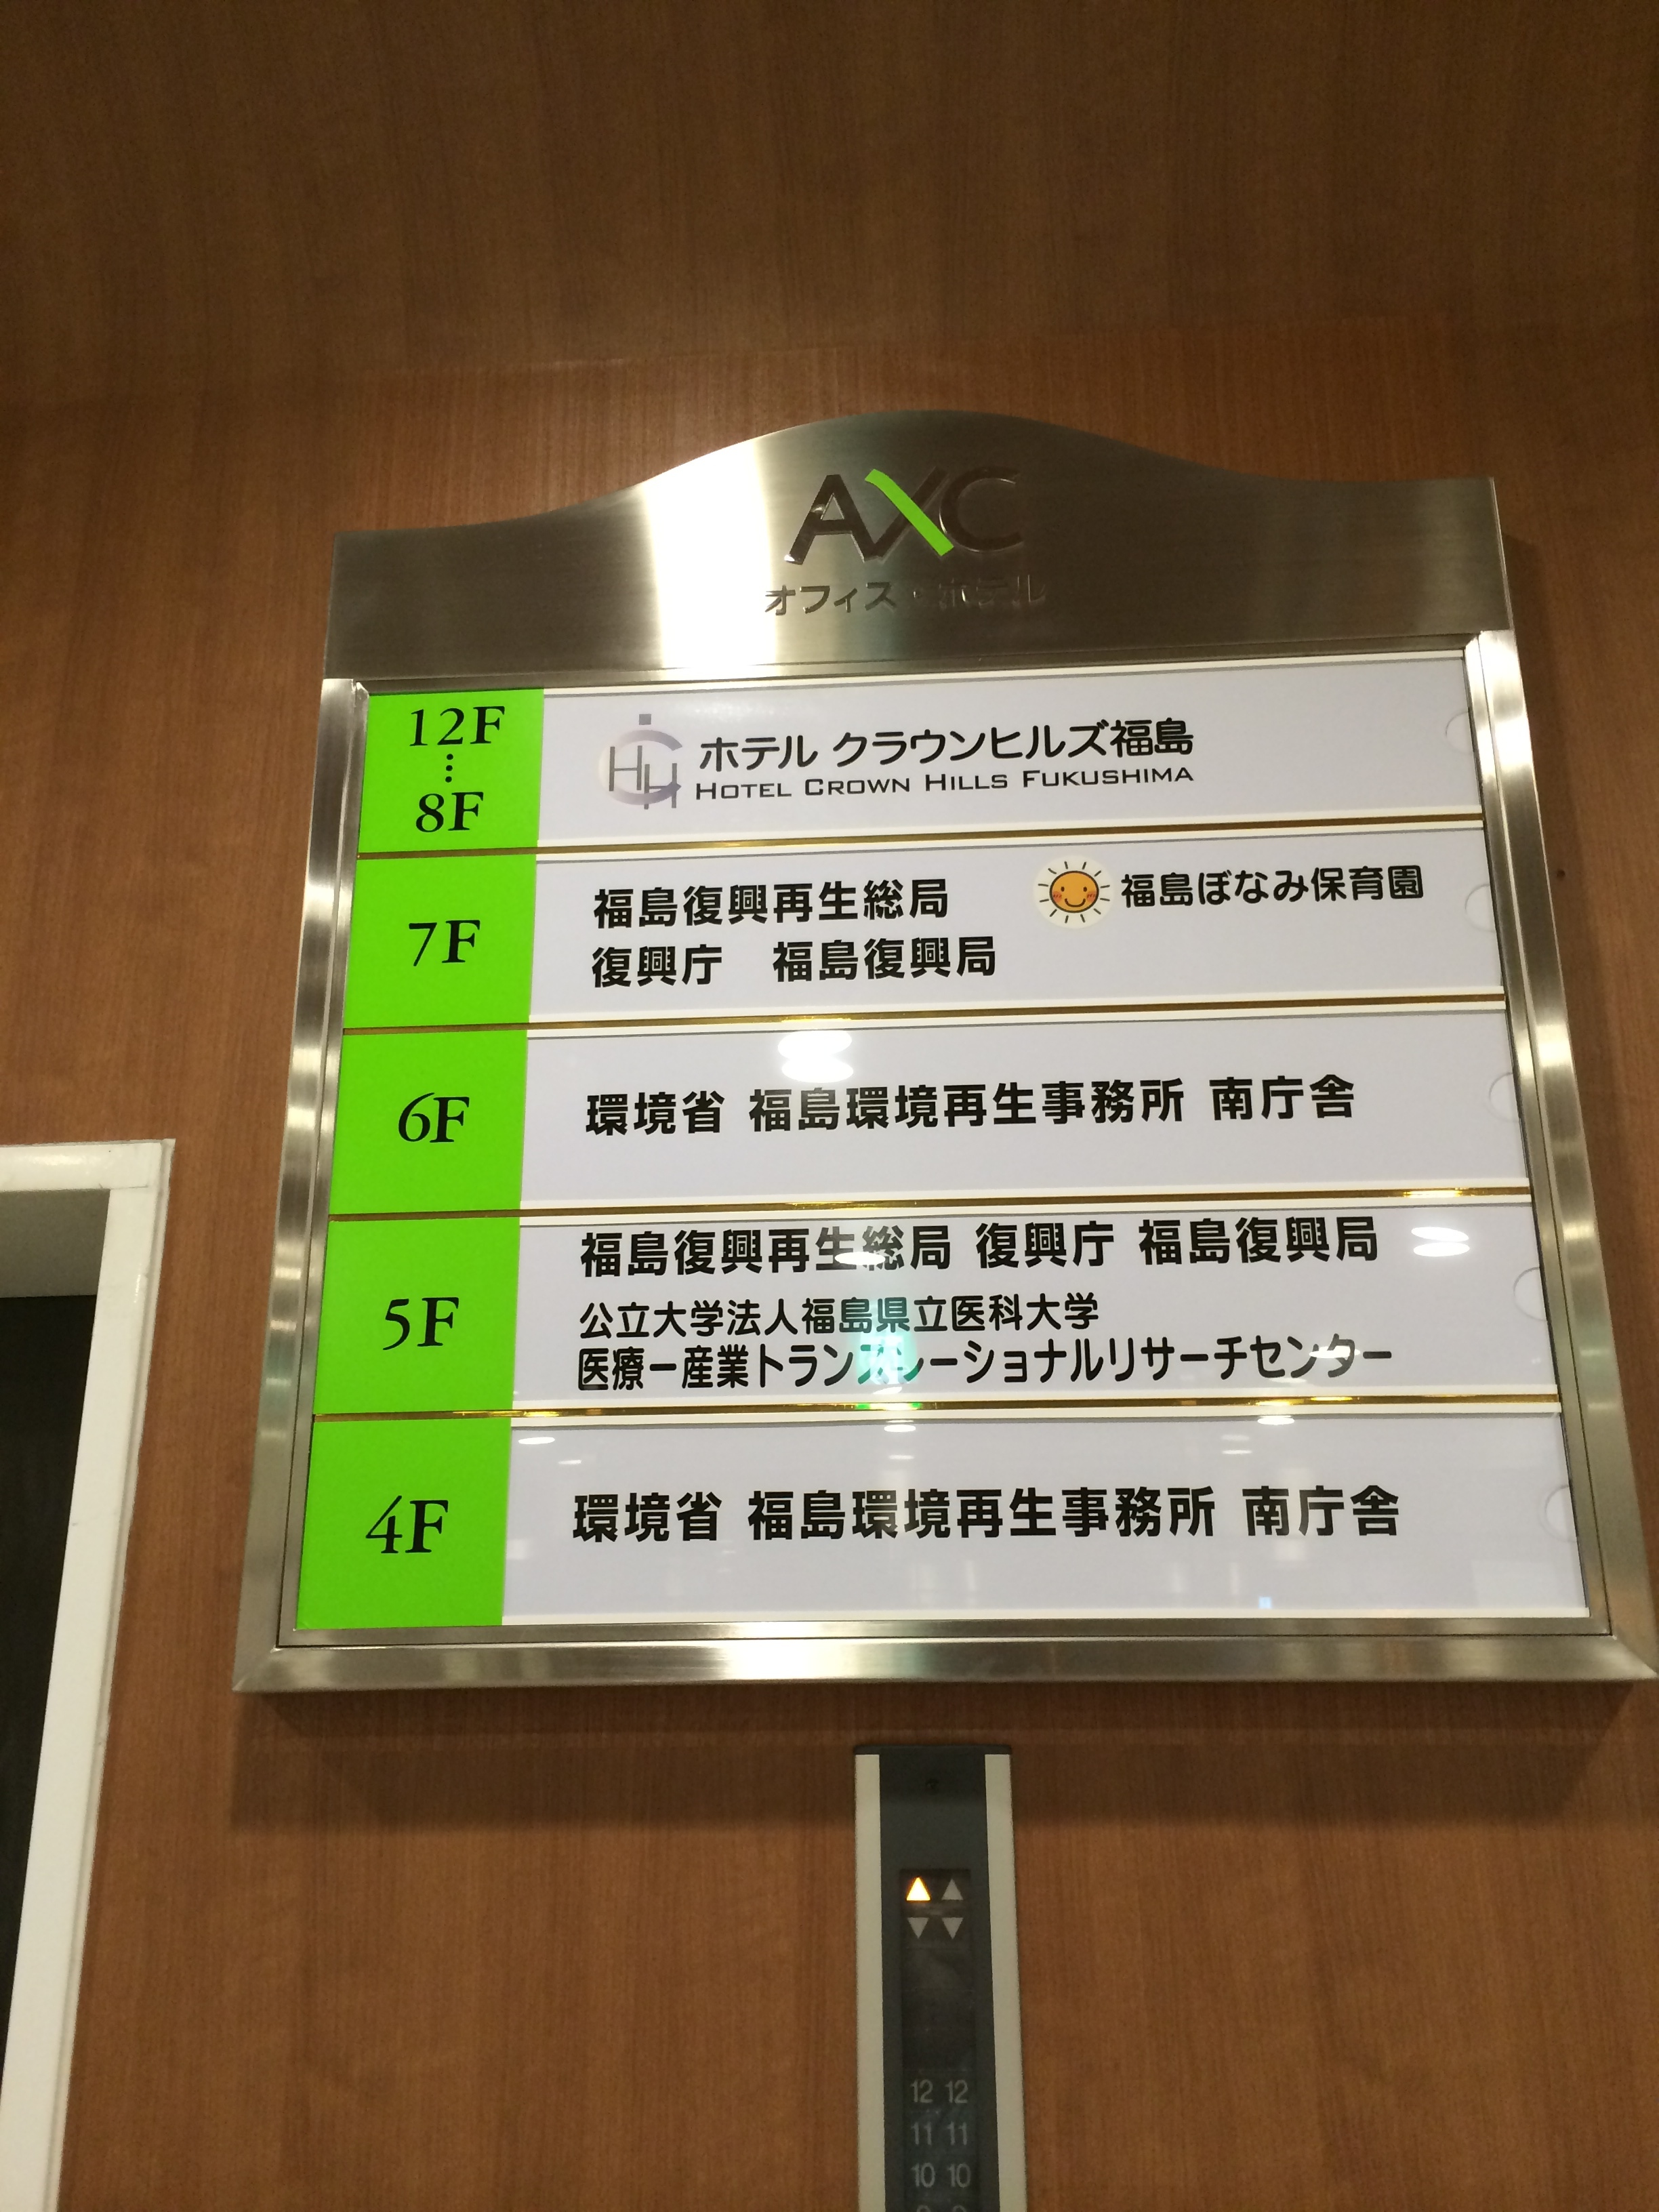 AXC
オフィス・ホテル
12F
⋮
8F
ホテル クラウンヒルズ福島
HOTEL CROWN HILLS FUKUSHIMA
7F
福島復興再生総局
福島ぽなみ保育園
復興庁 福島復興局
6F
環境省 福島環境再生事務所 南庁舎
5F
福島復興再生総局 復興庁 福島復興局
公立大学法人福島県立医科大学
医療ー産業トランスレーショナルリサーチセンター
4F
環境省 福島環境再生事務所 南庁舎
12 12
11 11
10 10